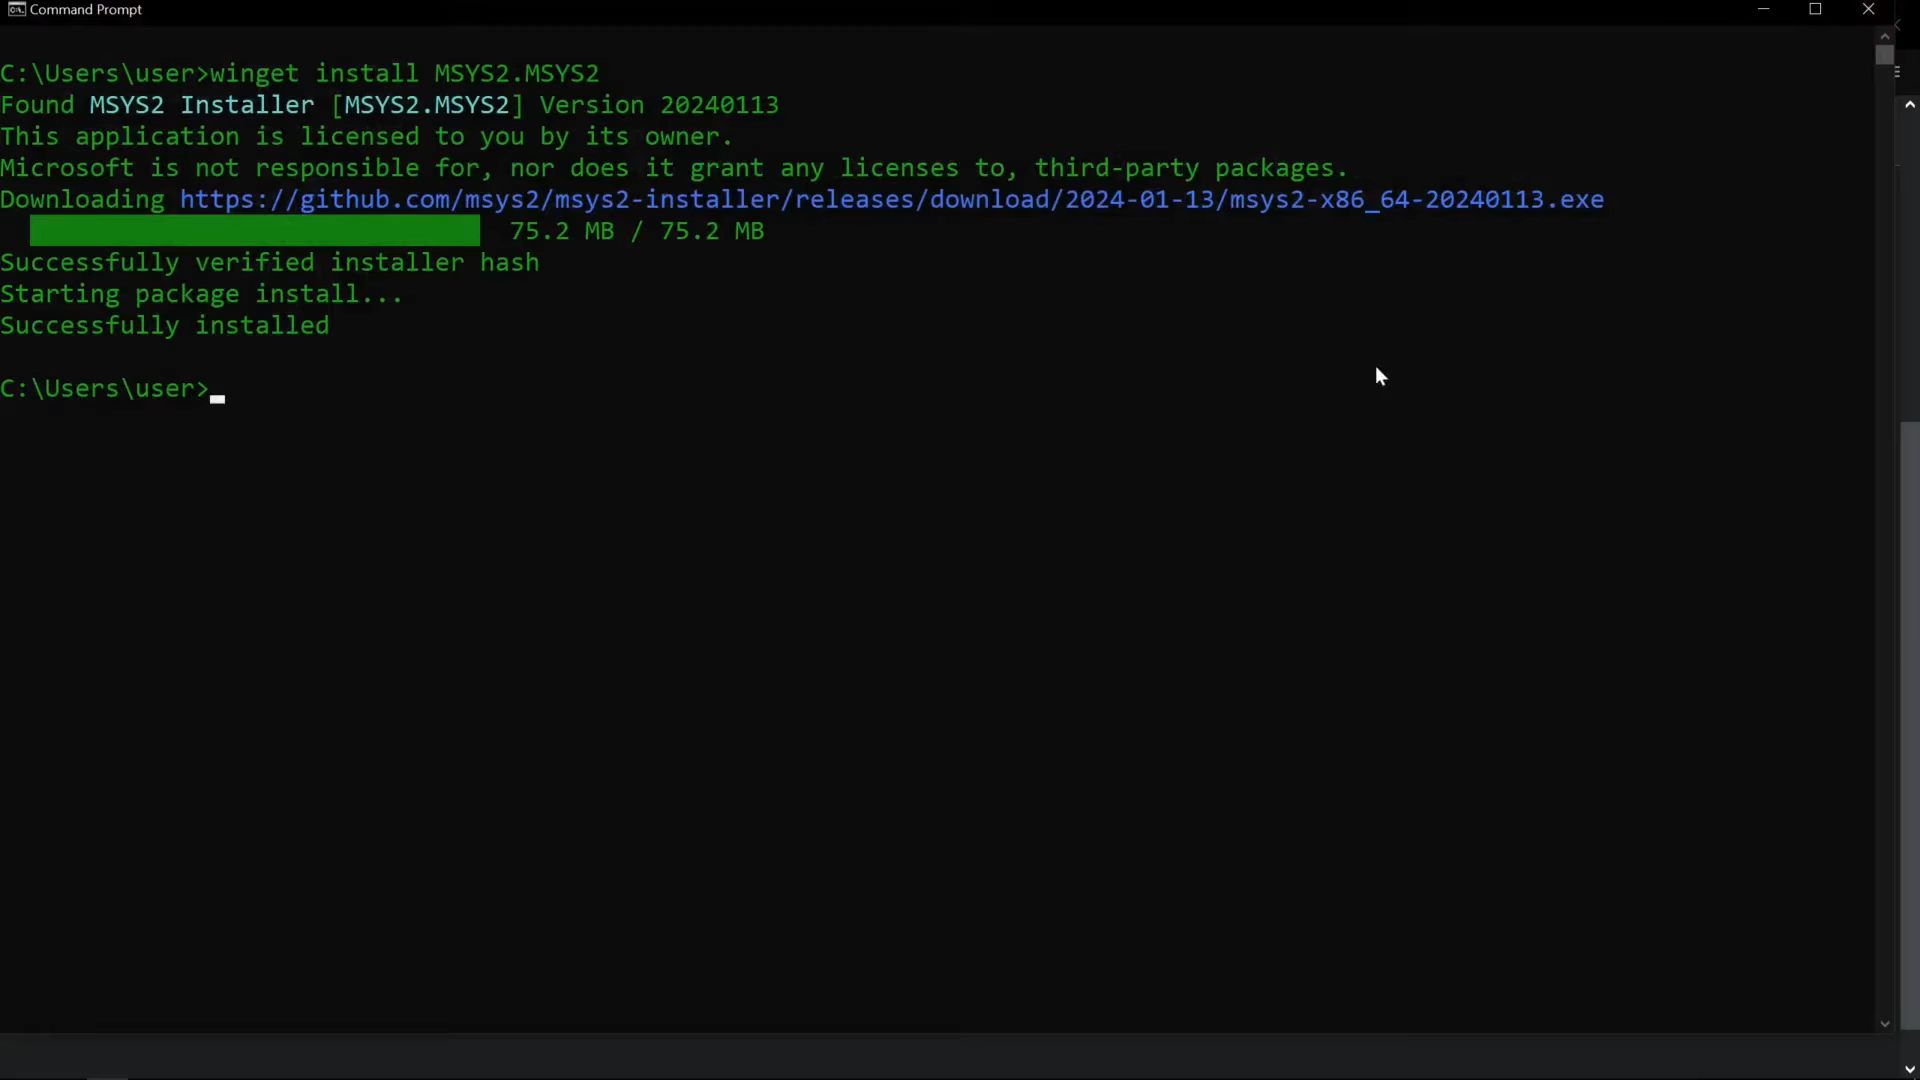 Command Prompt
C:\Users\user>winget install MSYS2.MSYS2
Found MSYS2 Installer [MSYS2.MSYS2] Version 20240113
This application is licensed to you by its owner.
Microsoft is not responsible for, nor does it grant any licenses to, third-party packages.
Downloading https://github.com/msys2/msys2-installer/releases/download/2024-01-13/msys2-x86_64-20240113.exe
75.2 MB / 75.2 MB
Successfully verified installer hash
Starting package install...
Successfully installed
C:\Users\user>